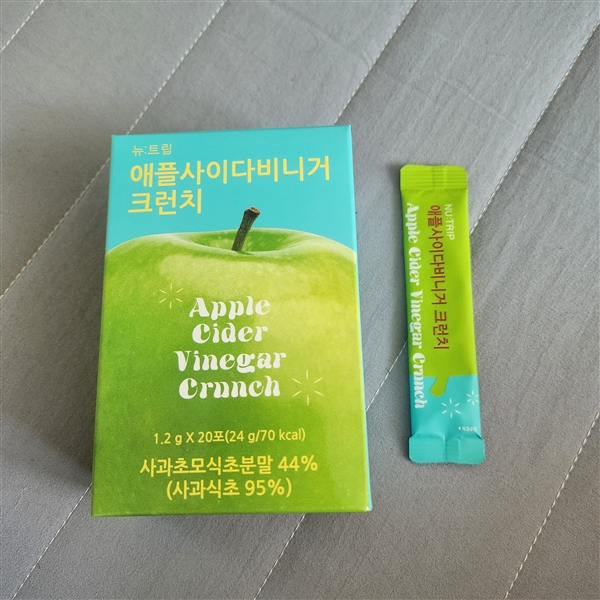 뉴:트립
애플사이다비니거
크런치
Apple
Cider
Vinegar
Crunch
1.2 g X 20포(24 g/70 kcal)
사과초모식초분말 44%
(사과식초 95%)
NU:TRIP
애플사이다비니거 크런치
Apple Cider Vinegar Crunch